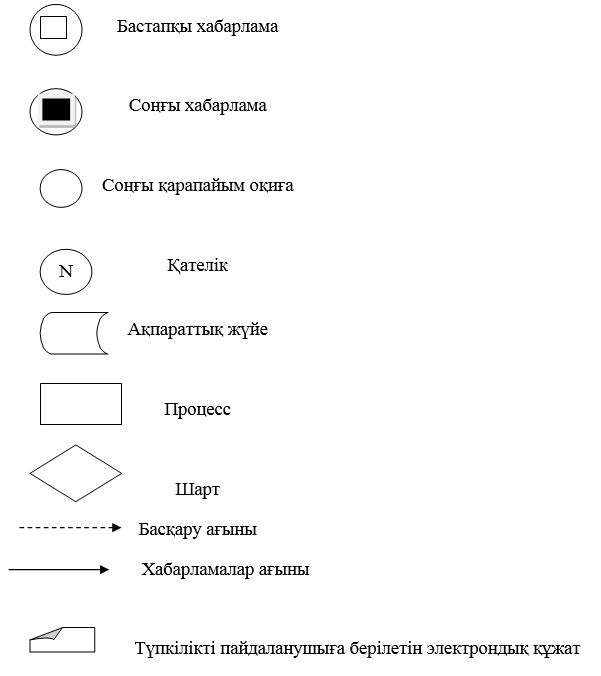 Бастапқы хабарлама
Соңғы хабарлама
Соңғы қарапайым оқиға
N Қателік
Ақпараттық жүйе
Процесс
Шарт
Басқару ағыны
Хабарламалар ағыны
Түпкілікті пайдаланушыға берілетін электрондық құжат